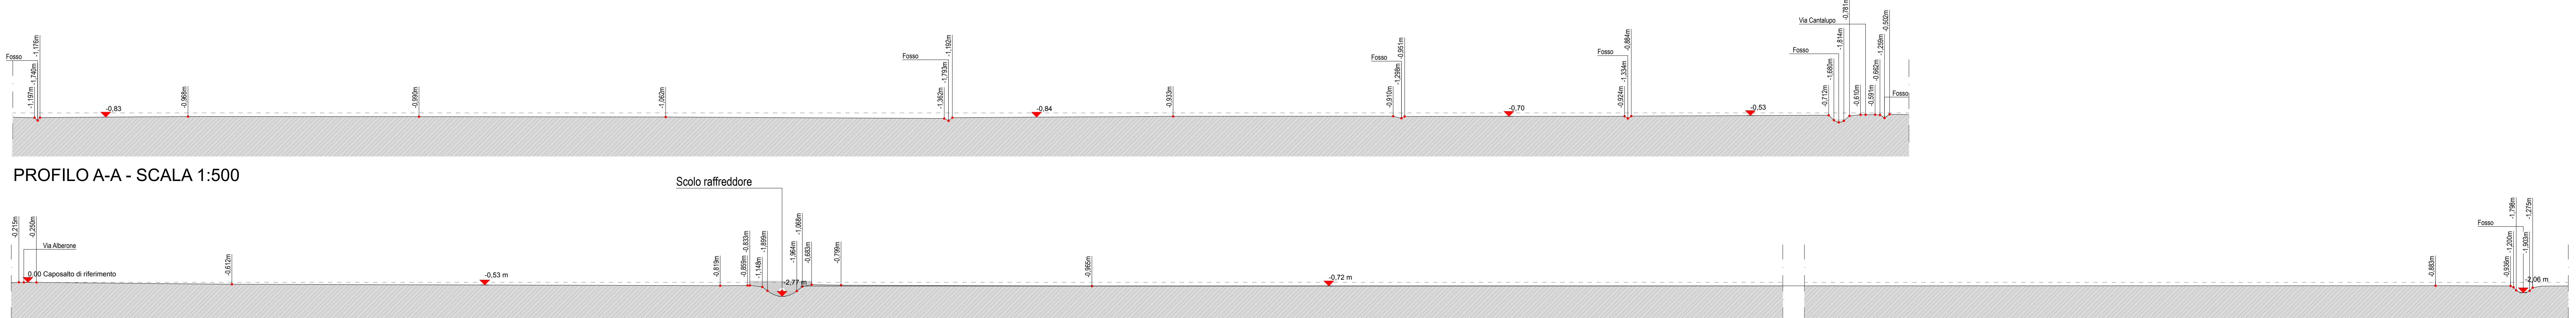 Fosso
-1,197m
-1,740m
-1,176m
-0,83
-0,968m
-0,990m
-1,062m
Fosso
-1,362m
-1,793m
-1,192m
-0,84
-0,933m
Fosso
-0,910m
-1,298m
-0,951m
-0,70
Fosso
-0,924m
-1,334m
-0,884m
-0,53
Fosso
-0,712m
-1,680m
-1,814m
-0,781m
Via Cantalupo
-0,610m
-0,591m
-0,662m
-1,269m
-0,502m
Fosso
PROFILO A-A - SCALA 1:500
-0,215m
-0,250m
Via Alberone
0.00 Caposalto di riferimento
-0,612m
-0,53 m
Scolo raffreddore
-0,819m
-0,859m
-0,833m
-1,148m
-1,899m
-2,77 m
-1,964m
-1,068m
-0,683m
-0,799m
-0,965m
-0,72 m
-0,883m
Fosso
-0,936m
-1,200m
-1,798m
-1,903m
-1,275m
-2,06 m